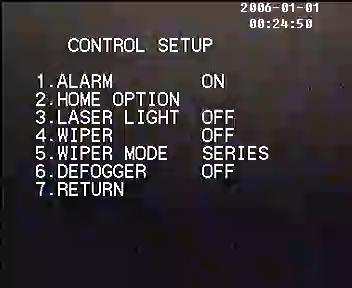 2006-01-01
00:24:50
CONTROL SETUP
1.ALARM ON
2.HOME OPTION
3.LASER LIGHT OFF
4.WIPER OFF
5.WIPER MODE SERIES
6.DEFOGGER OFF
7.RETURN